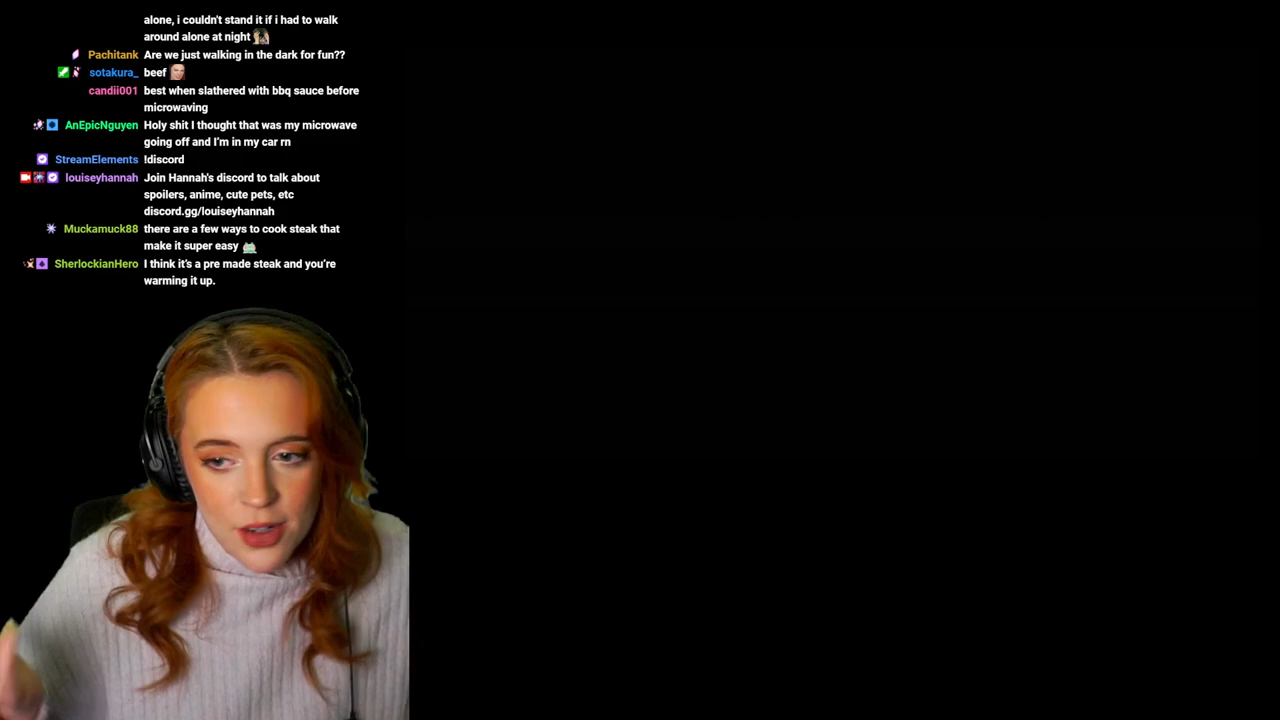 alone, i couldn't stand it if i had to walk
around alone at night
Pachitank Are we just walking in the dark for fun??
sotakura_ beef
candii001 best when slathered with bbq sauce before
microwaving
AnEpicNguyen Holy shit I thought that was my microwave
going off and I'm in my car rn
StreamElements !discord
louiseyhannah Join Hannah's discord to talk about
spoilers, anime, cute pets, etc
discord.gg/louiseyhannah
Muckamuck88 there are a few ways to cook steak that
make it super easy
SherlockianHero I think it's a pre made steak and you're
warming it up.